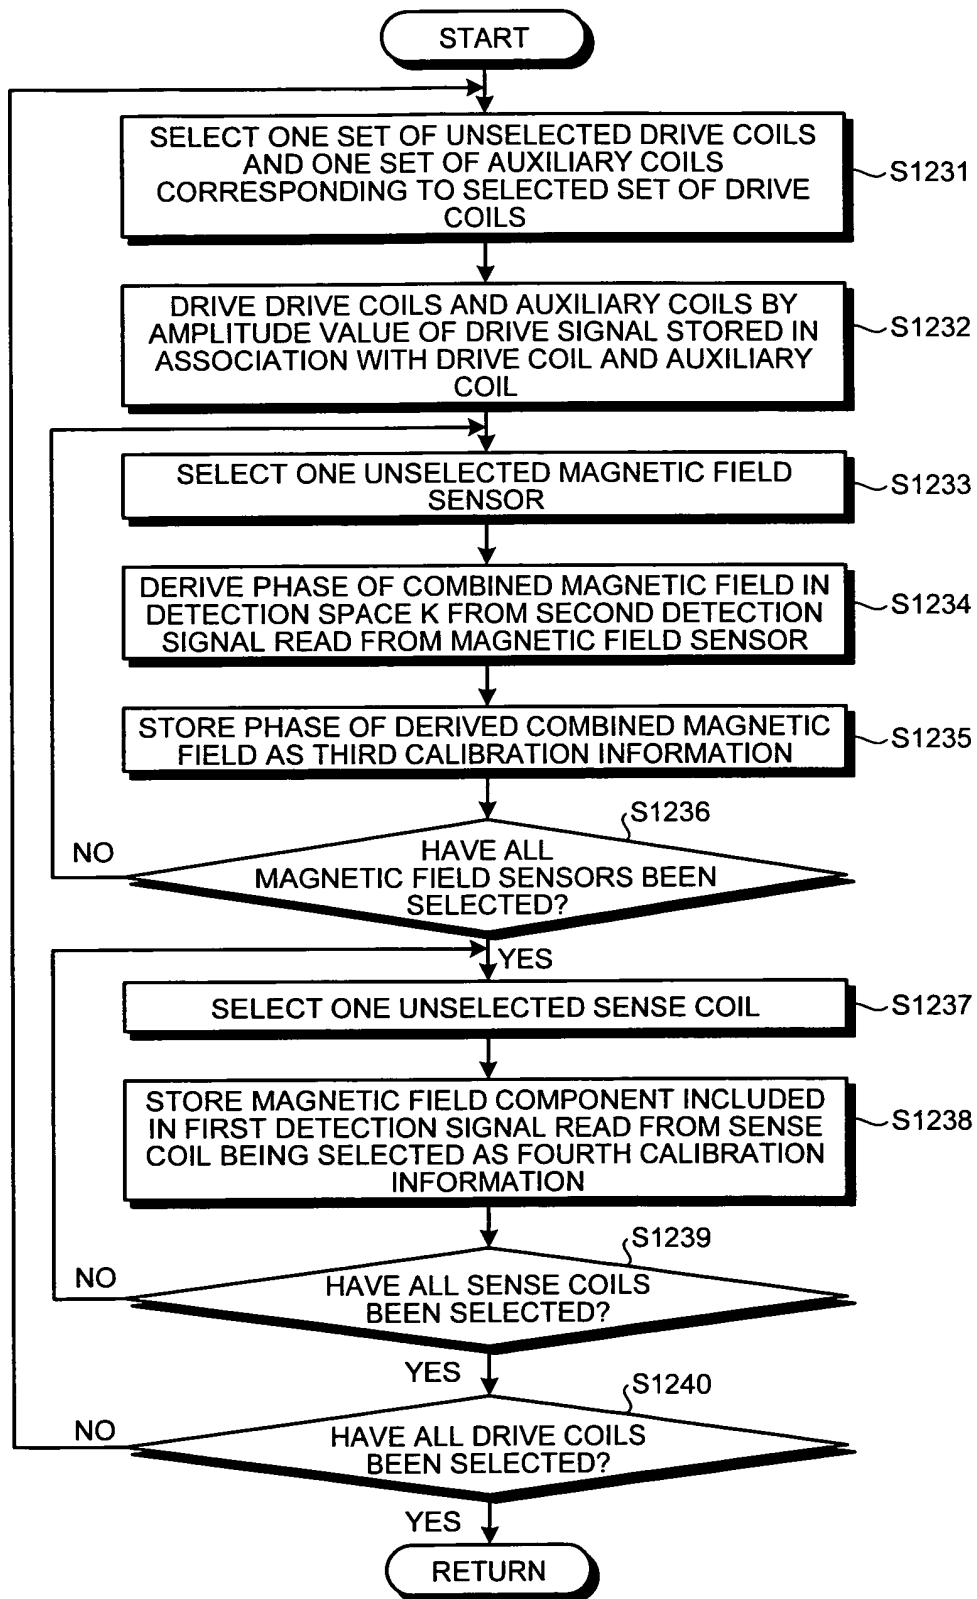 START
SELECT ONE SET OF UNSELECTED DRIVE COILS
AND ONE SET OF AUXILIARY COILS
CORRESPONDING TO SELECTED SET OF DRIVE
COILS
S1231
DRIVE DRIVE COILS AND AUXILIARY COILS BY
AMPLITUDE VALUE OF DRIVE SIGNAL STORED IN
ASSOCIATION WITH DRIVE COIL AND AUXILIARY
COIL
S1232
SELECT ONE UNSELECTED MAGNETIC FIELD
SENSOR
S1233
DERIVE PHASE OF COMBINED MAGNETIC FIELD IN
DETECTION SPACE K FROM SECOND DETECTION
SIGNAL READ FROM MAGNETIC FIELD SENSOR
S1234
STORE PHASE OF DERIVED COMBINED MAGNETIC
FIELD AS THIRD CALIBRATION INFORMATION
S1235
S1236
NO
HAVE ALL
MAGNETIC FIELD SENSORS BEEN
SELECTED?
YES
SELECT ONE UNSELECTED SENSE COIL
S1237
STORE MAGNETIC FIELD COMPONENT INCLUDED
IN FIRST DETECTION SIGNAL READ FROM SENSE
COIL BEING SELECTED AS FOURTH CALIBRATION
INFORMATION
S1238
S1239
NO
HAVE ALL SENSE COILS
BEEN SELECTED?
YES
S1240
NO
HAVE ALL DRIVE COILS
BEEN SELECTED?
YES
RETURN